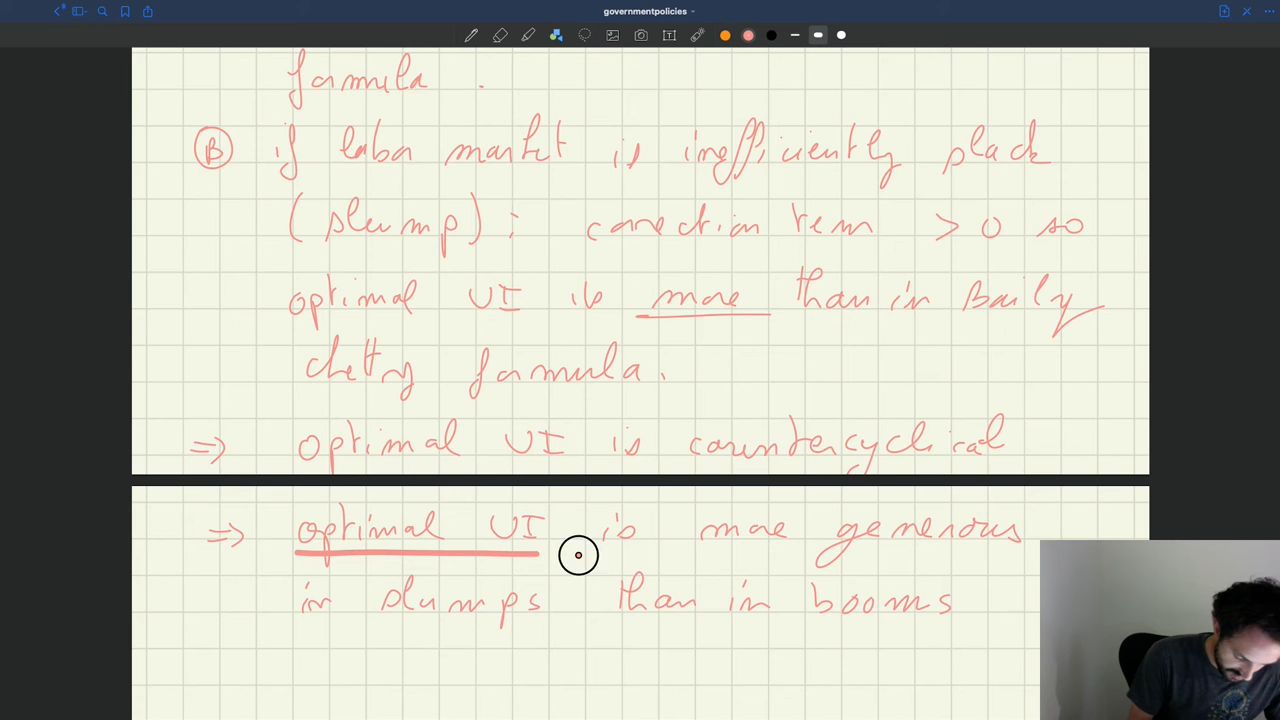 governmentpolicies
formula.
B if labor market is inefficiently slack
(slump): correction term > 0 so
optimal UI is more than in Baily
chetty formula.
=> optimal UI is countercyclical
=> optimal UI is more generous
in slumps than in booms